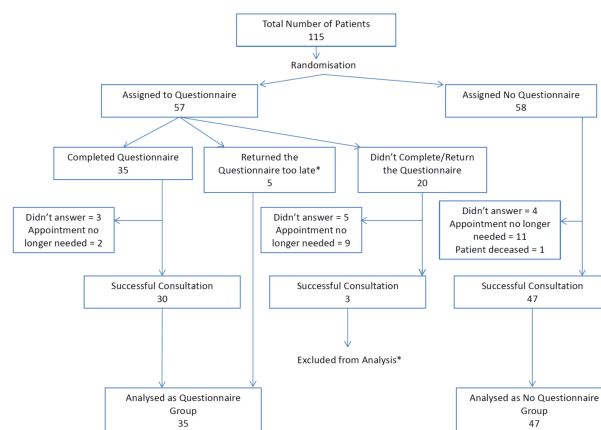 Total Number of Patients
115
Randomisation
Assigned to Questionnaire
57
Assigned No Questionnaire
58
Completed Questionnaire
35
Returned the
Questionnaire too late*
5
Didn't Complete/Return
the Questionnaire
20
Didn't answer = 3
Appointment no
longer needed = 2
Didn't answer = 5
Appointment no
longer needed = 9
Didn't answer = 4
Appointment no longer
needed = 11
Patient deceased = 1
Successful Consultation
30
Successful Consultation
3
Successful Consultation
47
Excluded from Analysis*
Analysed as Questionnaire
Group
35
Analysed as No Questionnaire
Group
47